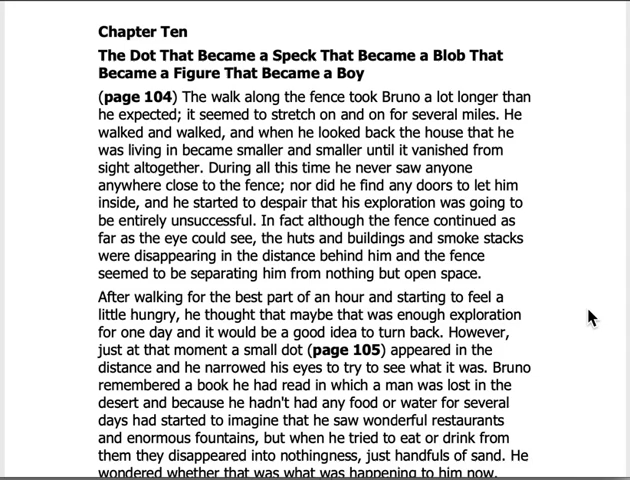 Chapter Ten
The Dot That Became a Speck That Became a Blob That
Became a Figure That Became a Boy
(page 104) The walk along the fence took Bruno a lot longer than
he expected; it seemed to stretch on and on for several miles. He
walked and walked, and when he looked back the house that he
was living in became smaller and smaller until it vanished from
sight altogether. During all this time he never saw anyone
anywhere close to the fence; nor did he find any doors to let him
inside, and he started to despair that his exploration was going to
be entirely unsuccessful. In fact although the fence continued as
far as the eye could see, the huts and buildings and smoke stacks
were disappearing in the distance behind him and the fence
seemed to be separating him from nothing but open space.
After walking for the best part of an hour and starting to feel a
little hungry, he thought that maybe that was enough exploration
for one day and it would be a good idea to turn back. However,
just at that moment a small dot (page 105) appeared in the
distance and he narrowed his eyes to try to see what it was. Bruno
remembered a book he had read in which a man was lost in the
desert and because he hadn't had any food or water for several
days had started to imagine that he saw wonderful restaurants
and enormous fountains, but when he tried to eat or drink from
them they disappeared into nothingness, just handfuls of sand. He
wondered whether that was what was happening to him now.